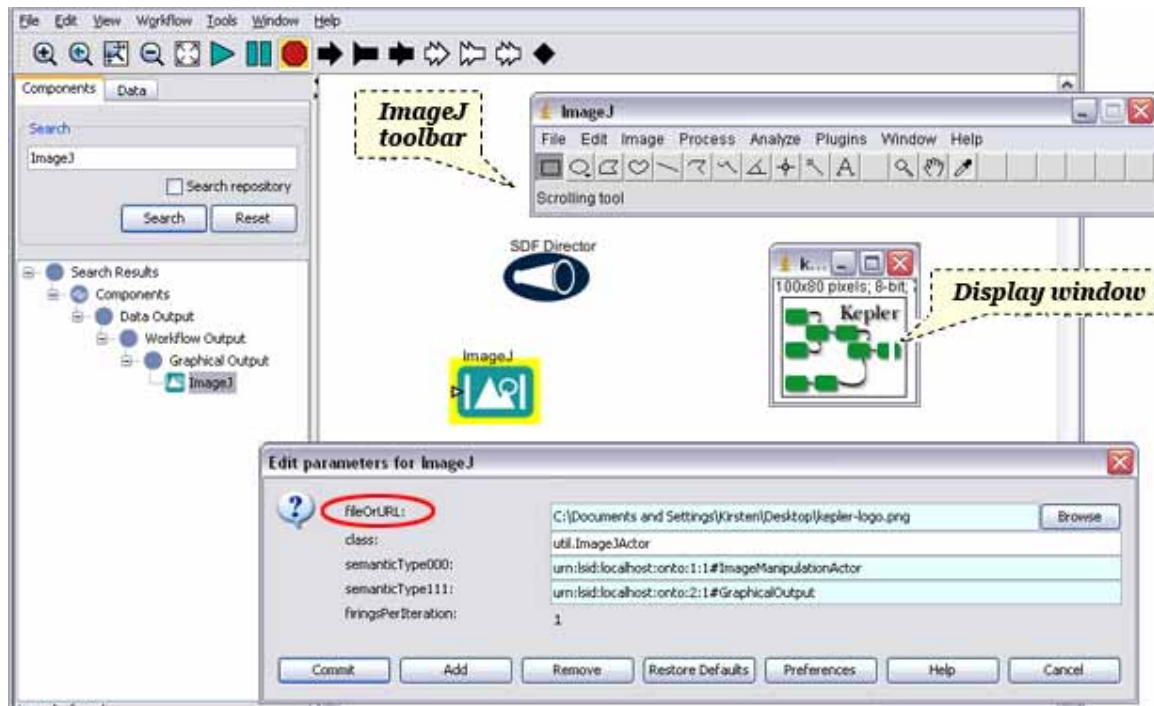 File Edit View Workflow Tools Window Help
Components Data
Search
ImageJ
Search repository
Search Reset
Search Results
Components
Data Output
Workflow Output
Graphical Output
ImageJ
ImageJ
toolbar
ImageJ
File Edit Image Process Analyze Plugins Window Help
A
Scrolling tool
SDF Director
ImageJ
k...
100x80 pixels; 8-bit;
Kepler
Display window
Edit parameters for ImageJ
fileOrURL: C:\Documents and Settings\Kirsten\Desktop\kepler-logo.png Browse
class: util.ImageJActor
semanticType000: urn:lsid:localhost:onto:1:1#ImageManipulationActor
semanticType111: urn:lsid:localhost:onto:2:1#GraphicalOutput
firingsPerIteration: 1
Commit Add Remove Restore Defaults Preferences Help Cancel